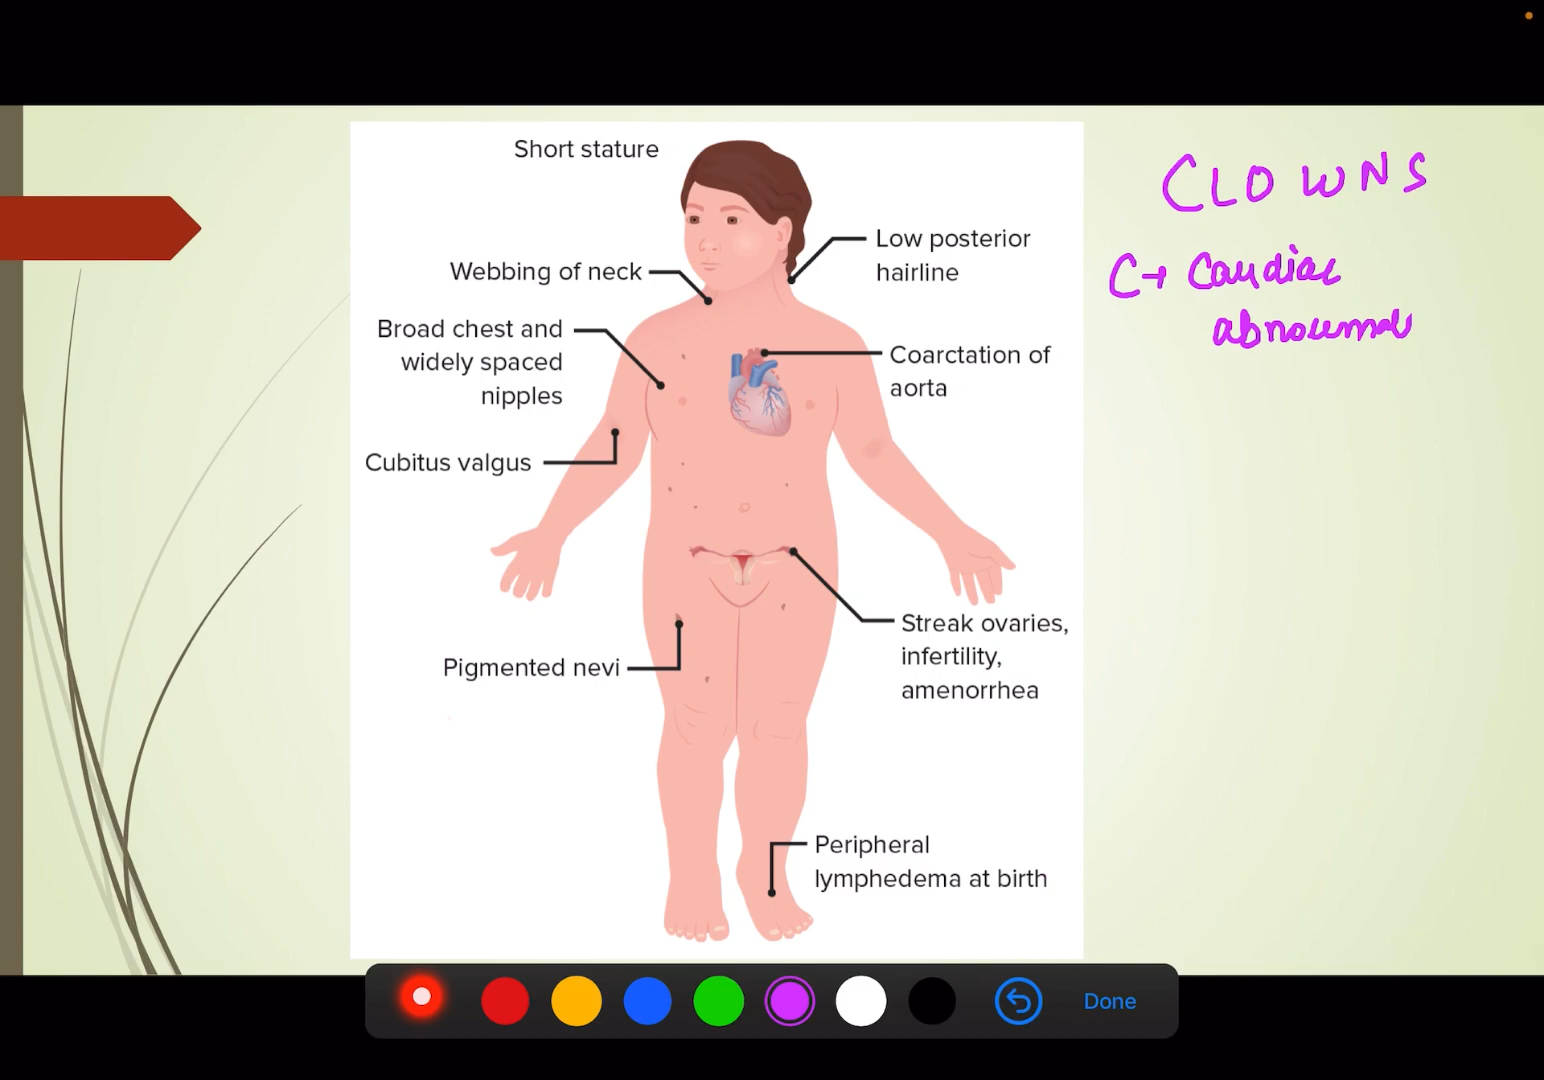 Short stature
Low posterior
hairline
Webbing of neck
Broad chest and
widely spaced
nipples
Coarctation of
aorta
Cubitus valgus
Streak ovaries,
infertility,
amenorrhea
Pigmented nevi
Peripheral
lymphedema at birth
CLOWNS
C→ Cardiac
abnormal
Done